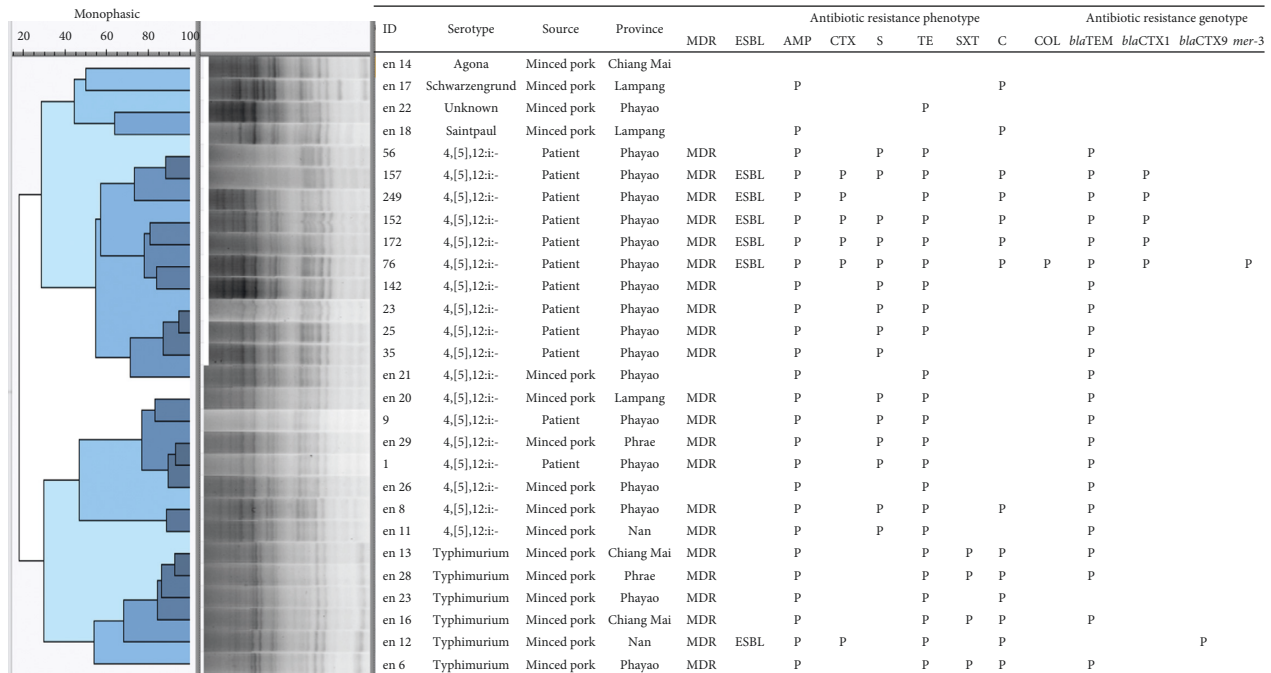 Monophasic
20 40 60 80 100
Antibiotic resistance phenotype Antibiotic resistance genotype
ID Serotype Source Province MDR ESBL AMP CTX S TE SXT C COL blaTEM blaCTX1 blaCTX9 mer-3
en 14 Agona Minced pork Chiang Mai
en 17 Schwarzengrund Minced pork Lampang P P
en 22 Unknown Minced pork Phayao P
en 18 Saintpaul Minced pork Lampang P P
56 4,[5],12:i:- Patient Phayao MDR P P P P
157 4,[5],12:i:- Patient Phayao MDR ESBL P P P P P P P
249 4,[5],12:i:- Patient Phayao MDR ESBL P P P P P P
152 4,[5],12:i:- Patient Phayao MDR ESBL P P P P P P P
172 4,[5],12:i:- Patient Phayao MDR ESBL P P P P P P P
76 4,[5],12:i:- Patient Phayao MDR ESBL P P P P P P P P P
142 4,[5],12:i:- Patient Phayao MDR P P P P
23 4,[5],12:i:- Patient Phayao MDR P P P P
25 4,[5],12:i:- Patient Phayao MDR P P P P
35 4,[5],12:i:- Patient Phayao MDR P P P
en 21 4,[5],12:i:- Minced pork Phayao P P P
en 20 4,[5],12:i:- Minced pork Lampang MDR P P P P
9 4,[5],12:i:- Patient Phayao MDR P P P P
en 29 4,[5],12:i:- Minced pork Phrae MDR P P P P
1 4,[5],12:i:- Patient Phayao MDR P P P P
en 26 4,[5],12:i:- Minced pork Phayao P P P
en 8 4,[5],12:i:- Minced pork Phayao MDR P P P P P
en 11 4,[5],12:i:- Minced pork Nan MDR P P P P
en 13 Typhimurium Minced pork Chiang Mai MDR P P P P P
en 28 Typhimurium Minced pork Phrae MDR P P P P P
en 23 Typhimurium Minced pork Phayao MDR P P P
en 16 Typhimurium Minced pork Chiang Mai MDR P P P P P
en 12 Typhimurium Minced pork Nan MDR ESBL P P P P P
en 6 Typhimurium Minced pork Phayao MDR P P P P P